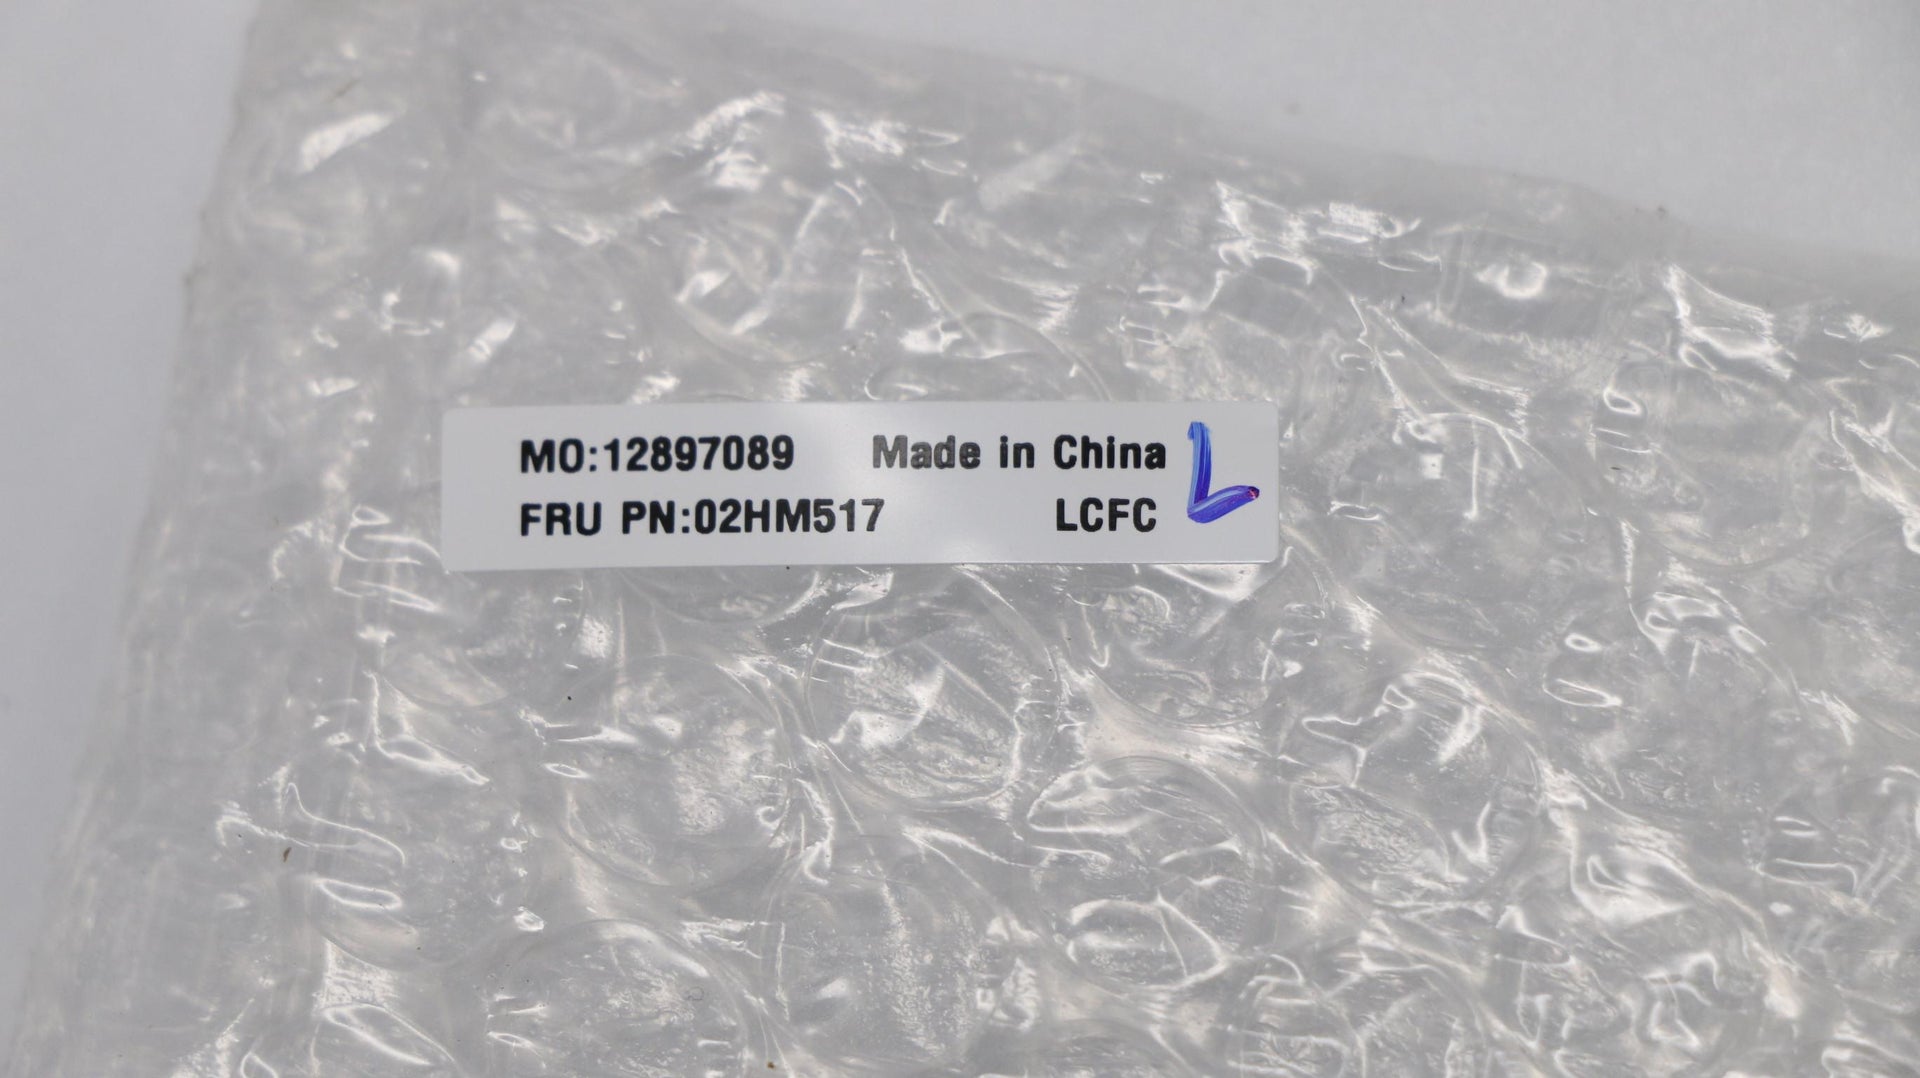 MO:12897089 Made in China L
FRU PN:02HM517 LCFC